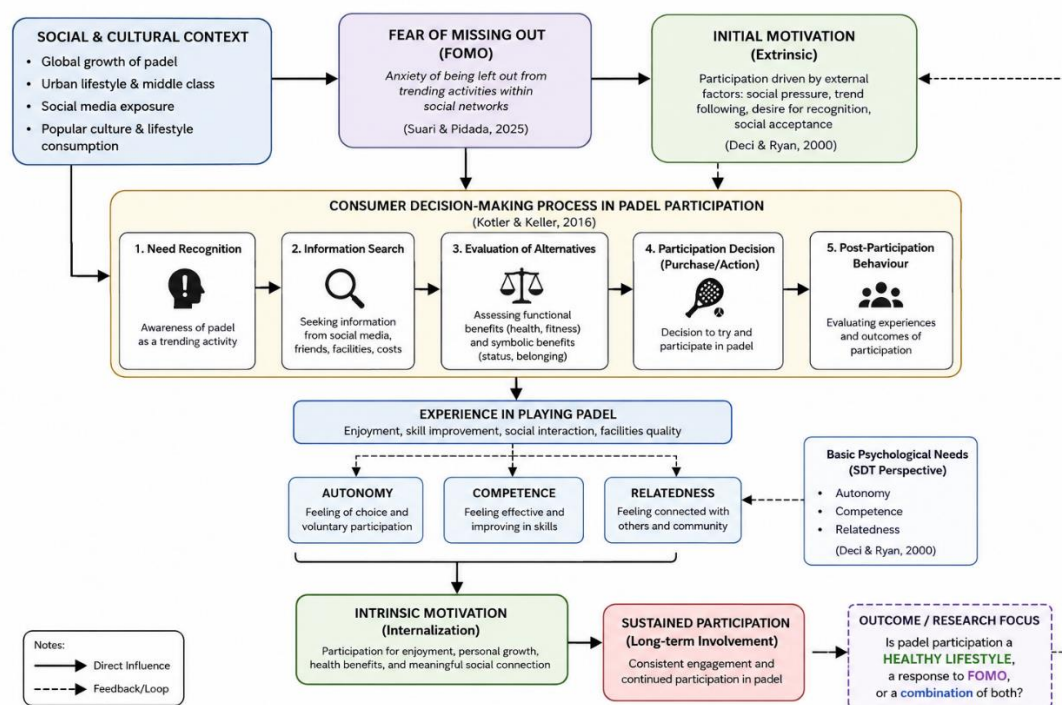 SOCIAL & CULTURAL CONTEXT
• Global growth of padel
• Urban lifestyle & middle class
• Social media exposure
• Popular culture & lifestyle
consumption
FEAR OF MISSING OUT
(FOMO)
Anxiety of being left out from
trending activities within
social networks
(Suari & Pidada, 2025)
INITIAL MOTIVATION
(Extrinsic)
Participation driven by external
factors: social pressure, trend
following, desire for recognition,
social acceptance
(Deci & Ryan, 2000)
CONSUMER DECISION-MAKING PROCESS IN PADEL PARTICIPATION
(Kotler & Keller, 2016)
1. Need Recognition
Awareness of padel
as a trending activity
2. Information Search
Seeking information
from social media,
friends, facilities, costs
3. Evaluation of Alternatives
Assessing functional
benefits (health, fitness)
and symbolic benefits
(status, belonging)
4. Participation Decision
(Purchase/Action)
Decision to try and
participate in padel
5. Post-Participation
Behaviour
Evaluating experiences
and outcomes of
participation
EXPERIENCE IN PLAYING PADEL
Enjoyment, skill improvement, social interaction, facilities quality
AUTONOMY
Feeling of choice and
voluntary participation
COMPETENCE
Feeling effective and
improving in skills
RELATEDNESS
Feeling connected with
others and community
Basic Psychological Needs
(SDT Perspective)
• Autonomy
• Competence
• Relatedness
(Deci & Ryan, 2000)
INTRINSIC MOTIVATION
(Internalization)
Participation for enjoyment, personal growth,
health benefits, and meaningful social connection
SUSTAINED PARTICIPATION
(Long-term Involvement)
Consistent engagement and
continued participation in padel
OUTCOME / RESEARCH FOCUS
Is padel participation a
HEALTHY LIFESTYLE,
a response to FOMO,
or a combination of both?
Notes:
Direct Influence
Feedback/Loop